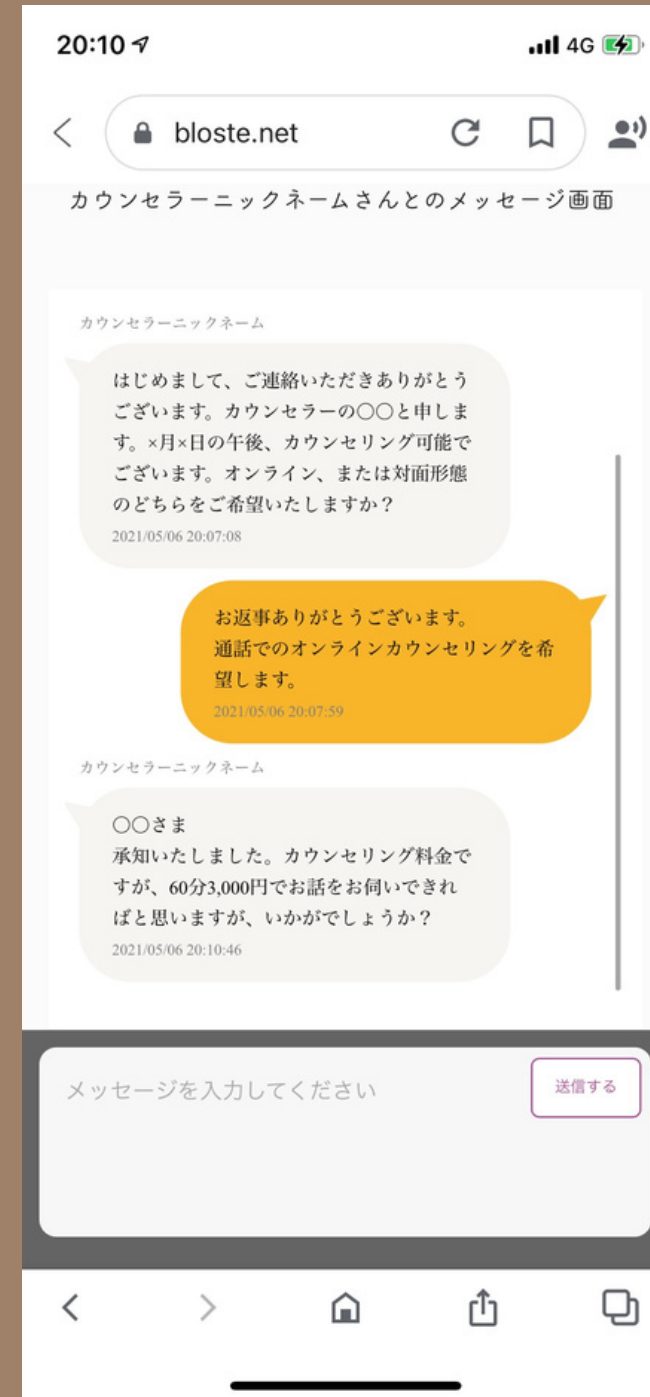 20:10
4G
bloste.net
カウンセラーニックネームさんとのメッセージ画面
カウンセラーニックネーム
はじめまして、ご連絡いただきありがとう
ございます。カウンセラーの〇〇と申しま
す。×月×日の午後、カウンセリング可能で
ございます。オンライン、または対面形態
のどちらをご希望いたしますか？
2021/05/06 20:07:08
お返事ありがとうございます。
通話でのオンラインカウンセリングを希
望します。
2021/05/06 20:07:59
カウンセラーニックネーム
〇〇さま
承知いたしました。カウンセリング料金で
すが、60分3,000円でお話をお伺いできれ
ばと思いますが、いかがでしょうか？
2021/05/06 20:10:46
メッセージを入力してください
送信する